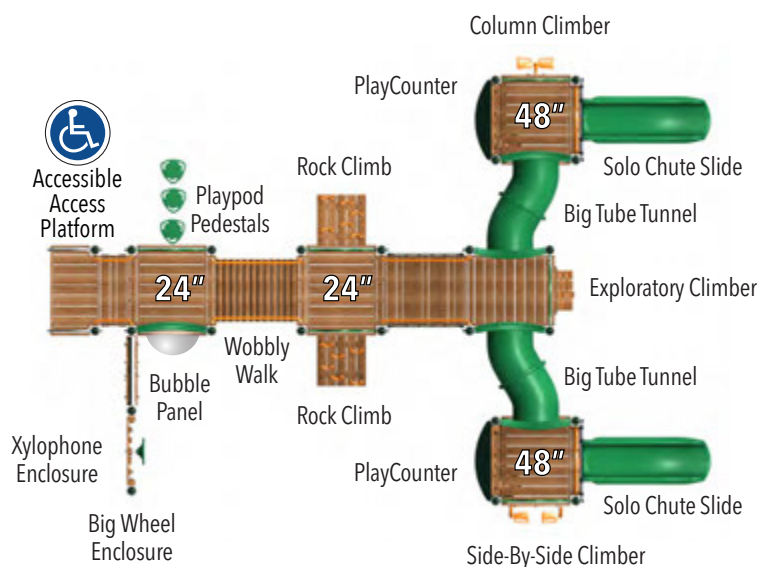 Column Climber
PlayCounter
48"
Solo Chute Slide
Accessible
Access
Platform
Playpod
Pedestals
Rock Climb
Big Tube Tunnel
24"
24"
Exploratory Climber
Wobbly
Walk
Bubble
Panel
Rock Climb
Big Tube Tunnel
Xylophone
Enclosure
PlayCounter
48"
Solo Chute Slide
Big Wheel
Enclosure
Side-By-Side Climber